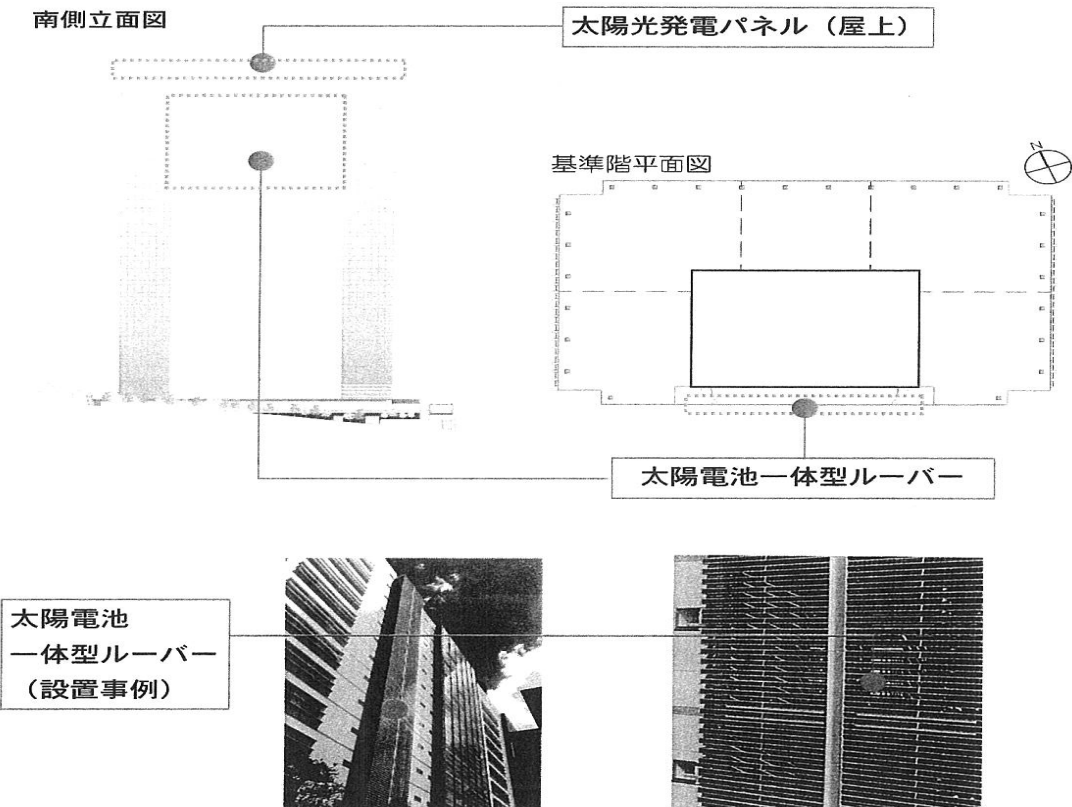 南側立面図
太陽光発電パネル（屋上）
基準階平面図
N
太陽電池一体型ルーバー
太陽電池
一体型ルーバー
（設置事例）